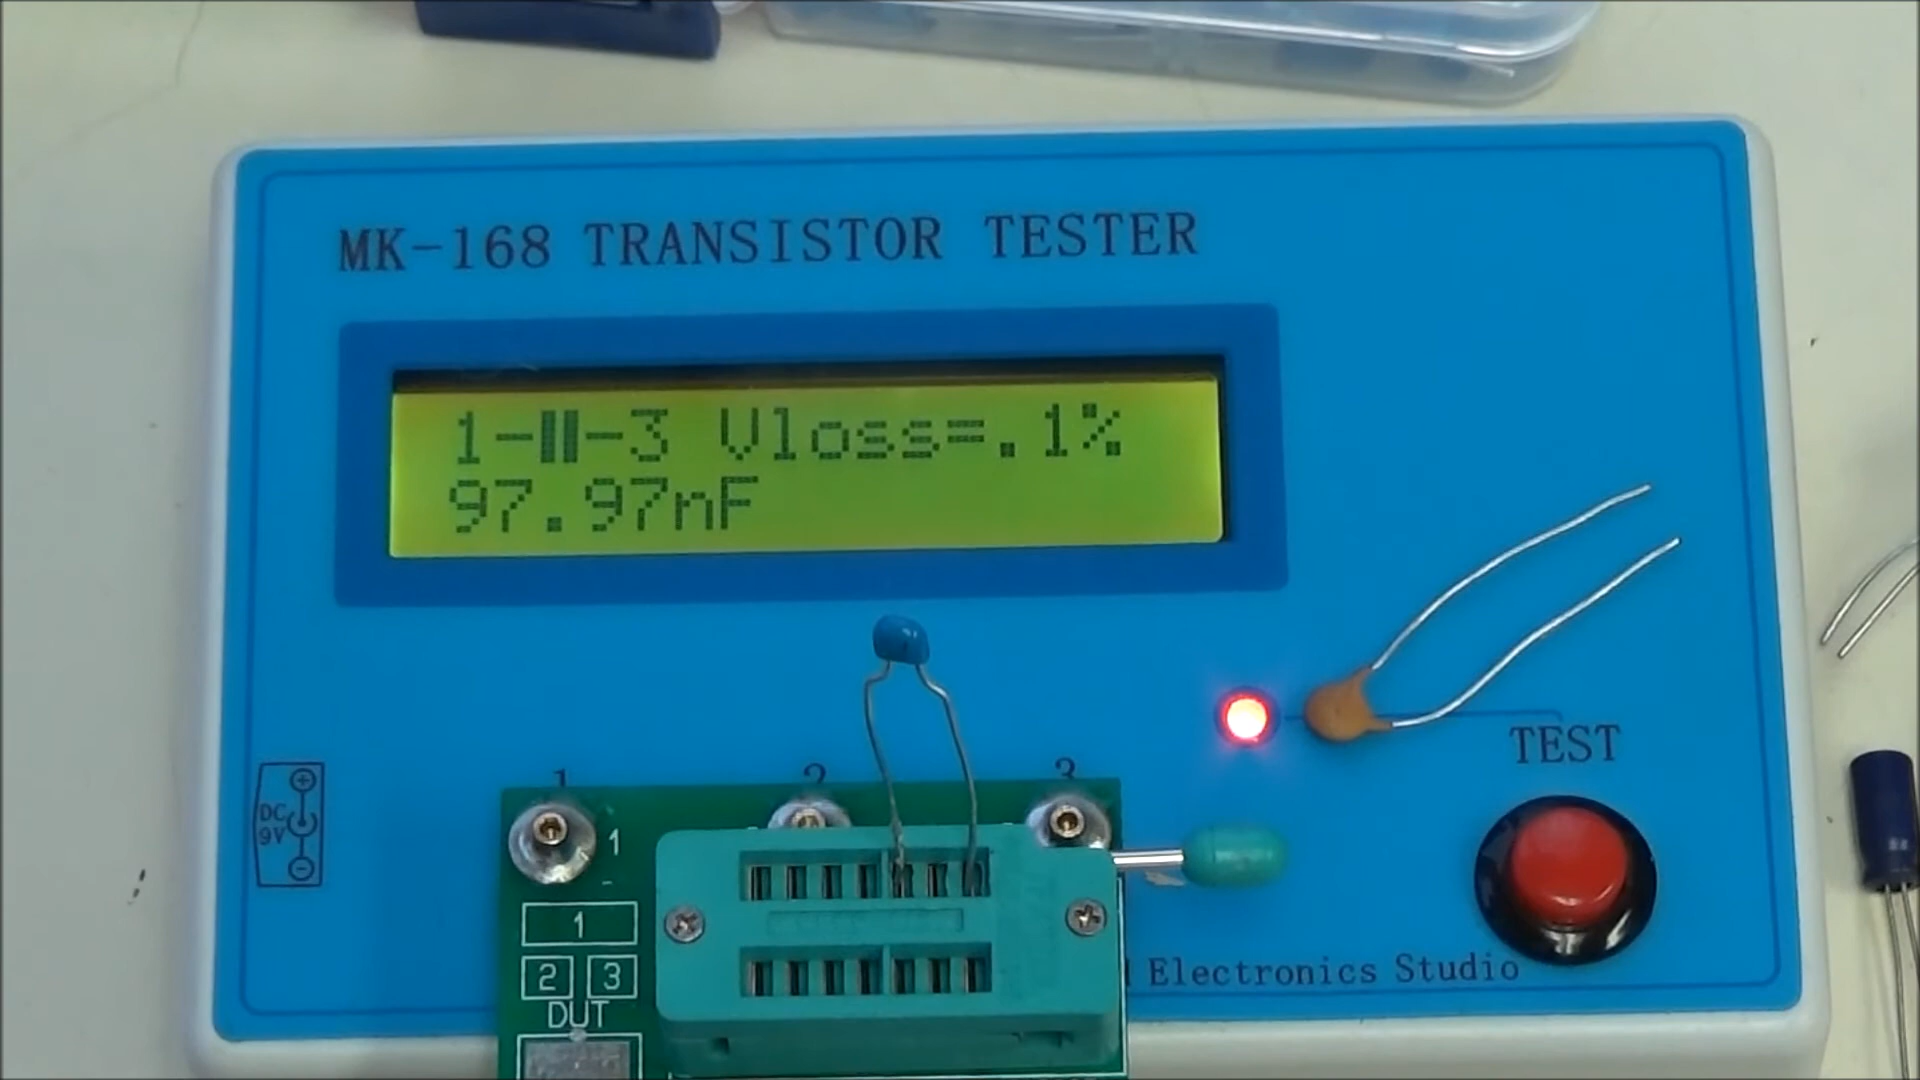 MK-168 TRANSISTOR TESTER
1-||-3 Vloss=.1%
97.97nF
TEST
1 2 3
DC
9V
1
1
2 3
DUT
Electronics Studio